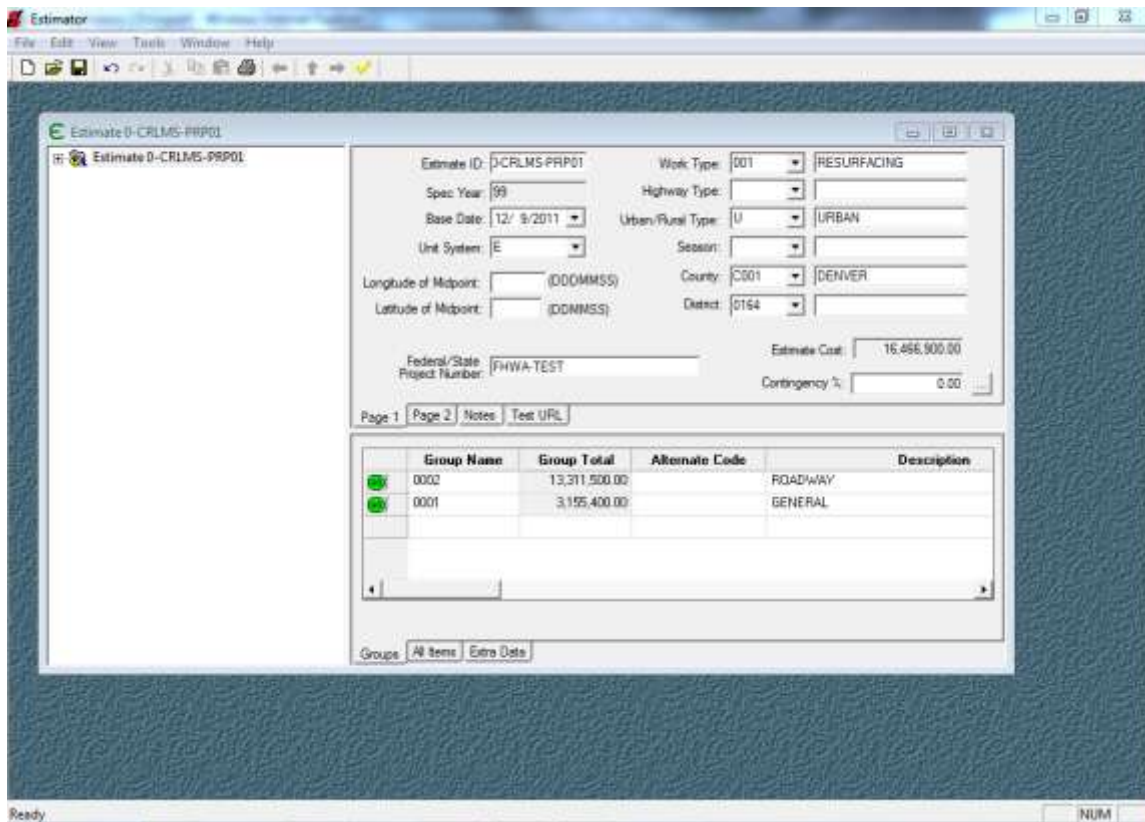 Estimator
File Edit View Tools Window Help
Estimate 0-CRLMS-PRP01
Estimate 0-CRLMS-PRP01
Estimate ID: 0-CRLMS-PRP01 Work Type: 001 RESURFACING
Spec Year: 99 Highway Type:
Base Date: 12/ 9/2011 Urban/Rural Type: U URBAN
Unit System: E Season:
Longitude of Midpoint: (DDDMMSS) County: C001 DENVER
Latitude of Midpoint: (DDMMSS) District: 0164
Federal/State Project Number: FHWA-TEST
Estimate Cost: 16,466,900.00
Contingency %: 0.00 ...
Page 1 Page 2 Notes Test URL
Group Name Group Total Alternate Code Description
0002 13,311,500.00 ROADWAY
0001 3,155,400.00 GENERAL
Groups All Items Extra Data
Ready NUM